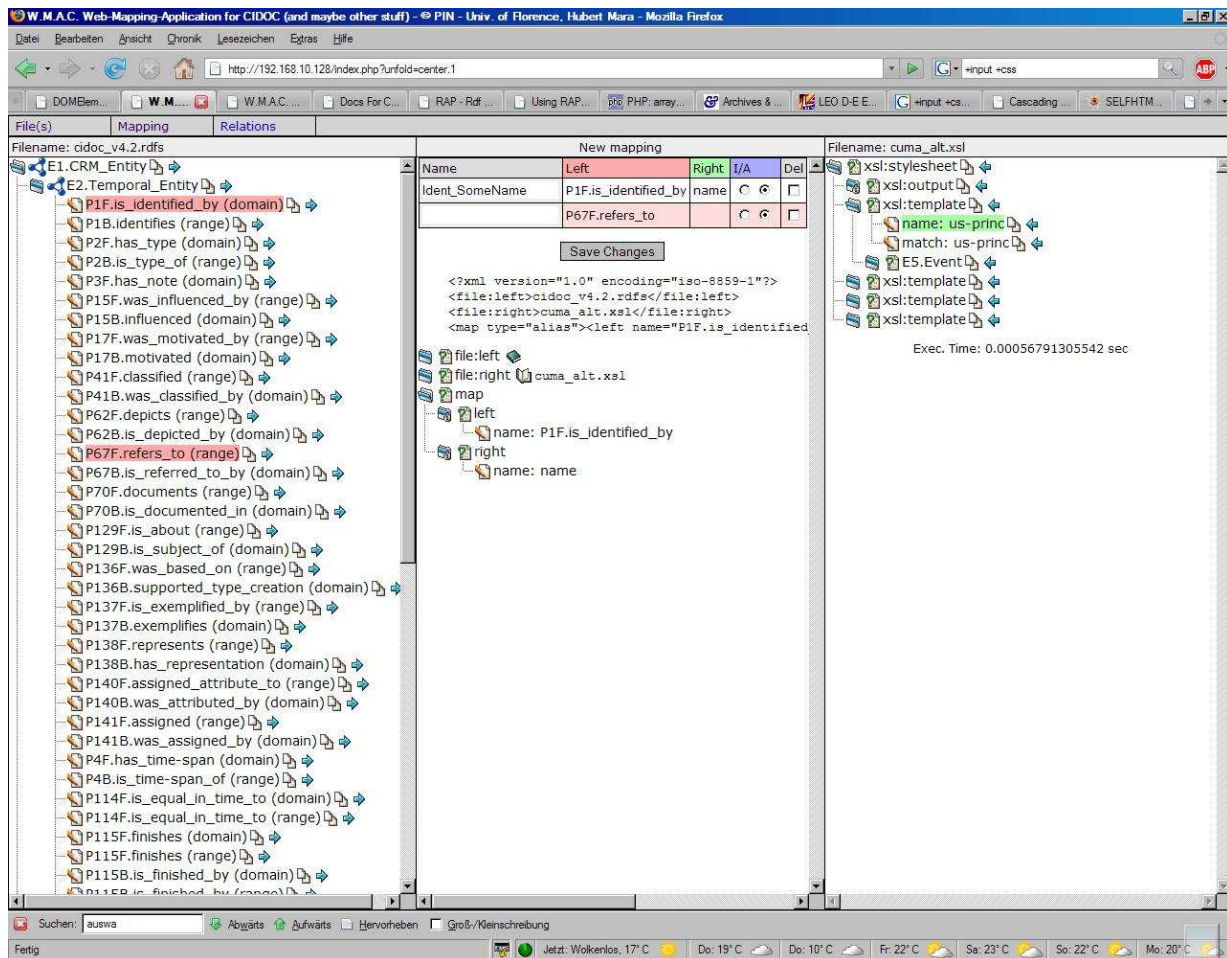 W.M.A.C. Web-Mapping-Application for CIDOC (and maybe other stuff) - © PIN - Univ. of Florence, Hubert Mara - Mozilla Firefox
Datei Bearbeiten Ansicht Chronik Lesezeichen Extras Hilfe
http://192.168.10.128/index.php?unfold=center.1
+input +css
ABP
DOMElem... W.M.... W.M.A.C. ... Docs For C... RAP - Rdf ... Using RAP... PHP: array... Archives & ... LEO D-E E... +input +cs... Cascading ... SELFHTM...
File(s) Mapping Relations
Filename: cidoc_v4.2.rdfs
E1.CRM_Entity
E2.Temporal_Entity
P1F.is_identified_by (domain)
P1B.identifies (range)
P2F.has_type (domain)
P2B.is_type_of (range)
P3F.has_note (domain)
P15F.was_influenced_by (range)
P15B.influenced (domain)
P17F.was_motivated_by (range)
P17B.motivated (domain)
P41F.classified (range)
P41B.was_classified_by (domain)
P62F.depicts (range)
P62B.is_depicted_by (domain)
P67F.refers_to (range)
P67B.is_referred_to_by (domain)
P70F.documents (range)
P70B.is_documented_in (domain)
P129F.is_about (range)
P129B.is_subject_of (domain)
P136F.was_based_on (range)
P136B.supported_type_creation (domain)
P137F.is_exemplified_by (range)
P137B.exemplifies (domain)
P138F.represents (range)
P138B.has_representation (domain)
P140F.assigned_attribute_to (range)
P140B.was_attributed_by (domain)
P141F.assigned (range)
P141B.was_assigned_by (domain)
P4F.has_time-span (domain)
P4B.is_time-span_of (range)
P114F.is_equal_in_time_to (domain)
P114F.is_equal_in_time_to (range)
P115F.finishes (domain)
P115F.finishes (range)
P115B.is_finished_by (domain)
P115B.is_finished_by (range)
New mapping
Name Left Right I/A Del
Ident_SomeName P1F.is_identified_by name
P67F.refers_to
Save Changes
<?xml version="1.0" encoding="iso-8859-1"?>
<file:left>cidoc_v4.2.rdfs</file:left>
<file:right>cuma_alt.xsl</file:right>
<map type="alias"><left name="P1F.is_identified
file:left
file:right cuma_alt.xsl
map
left
name: P1F.is_identified_by
right
name: name
Filename: cuma_alt.xsl
xsl:stylesheet
xsl:output
xsl:template
name: us-princ
match: us-princ
E5.Event
xsl:template
xsl:template
xsl:template
Exec. Time: 0.00056791305542 sec
Suchen: auswa Abwärts Aufwärts Hervorheben Groß-/Kleinschreibung
Fertig Jetzt: Wolkenlos, 17° C Do: 19° C Do: 10° C Fr: 22° C Sa: 23° C So: 22° C Mo: 20° C